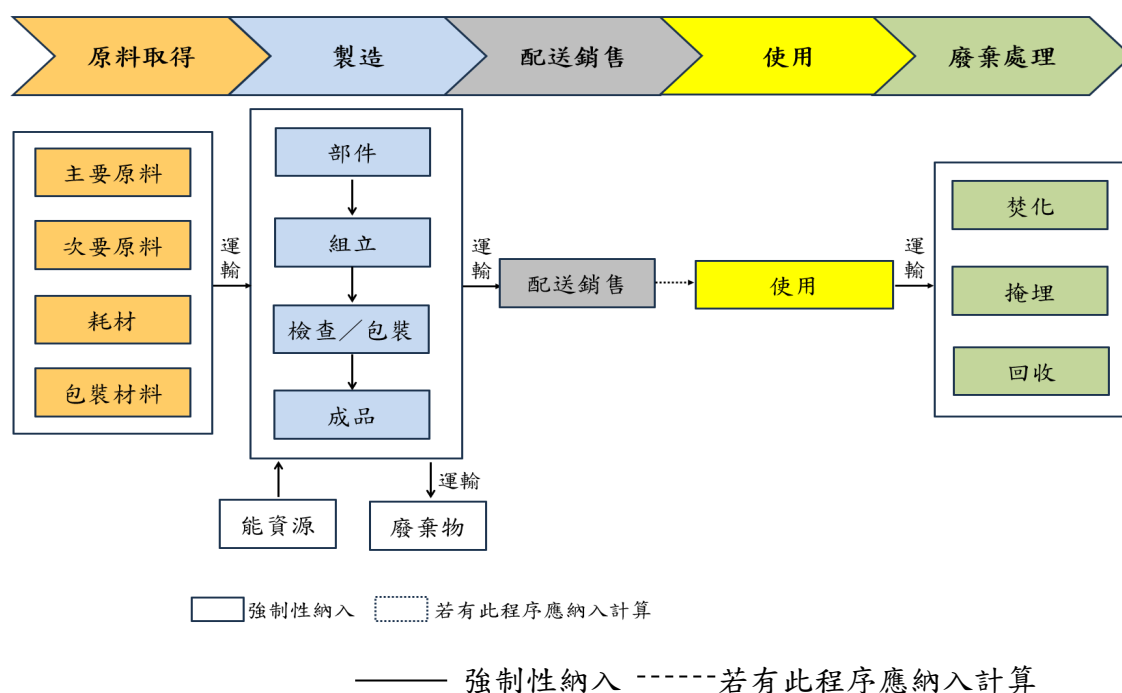 原料取得
製造
配送銷售
使用
廢棄處理
主要原料
次要原料
耗材
包裝材料
運輸
部件
組立
檢查／包裝
成品
能資源
運輸
廢棄物
運輸
配送銷售
使用
運輸
焚化
掩埋
回收
強制性納入 若有此程序應納入計算
強制性納入 ------若有此程序應納入計算